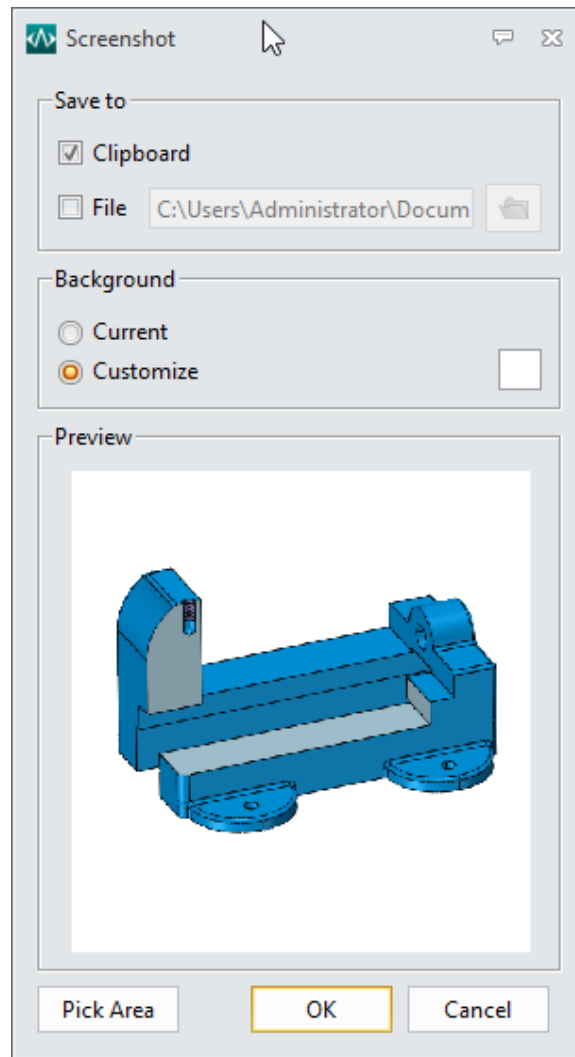 Screenshot
Save to
Clipboard
File C:\Users\Administrator\Docum
Background
Current
Customize
Preview
Pick Area OK Cancel